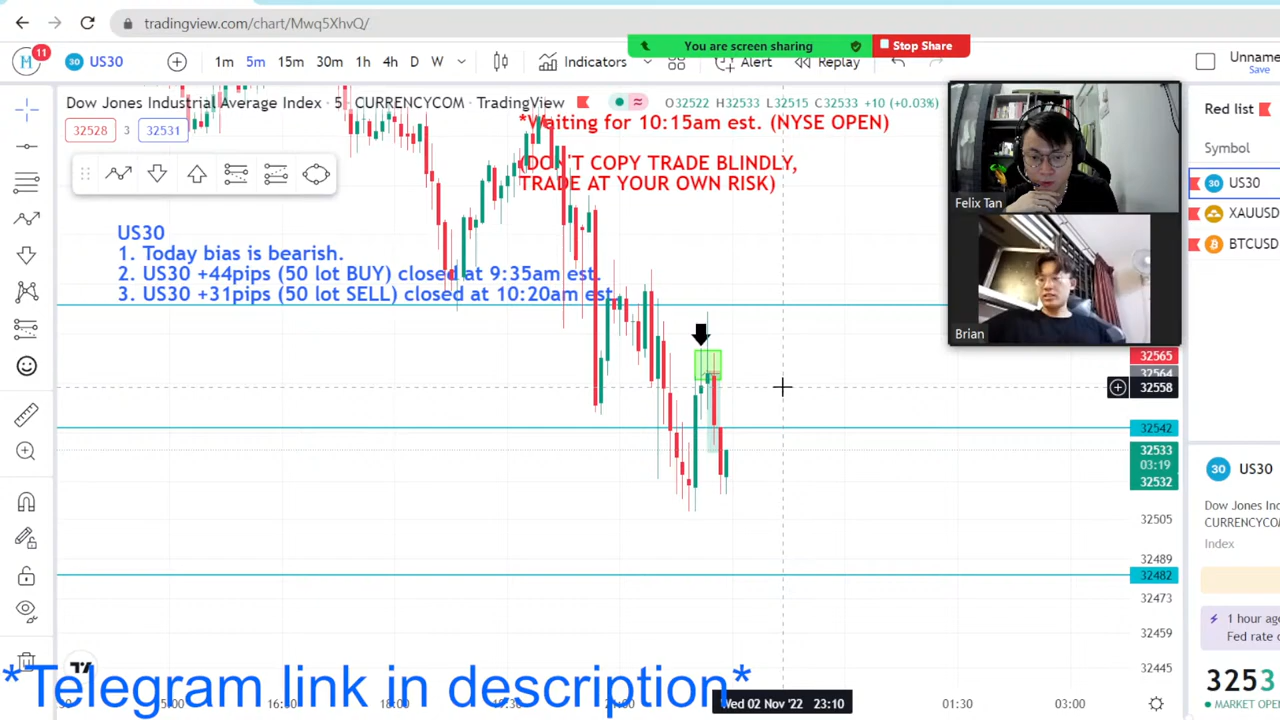 tradingview.com/chart/Mwq5XhvQ/
You are screen sharing
Stop Share
M
11
30
US30
1m
5m
15m
30m
1h
4h
D
W
Indicators
Alert
Replay
Unname
Save
Dow Jones Industrial Average Index · 5 · CURRENCYCOM · TradingView
O32522 H32533 L32515 C32533 +10 (+0.03%)
32528
3
32531
*Waiting for 10:15am est. (NYSE OPEN)
(DON'T COPY TRADE BLINDLY,
TRADE AT YOUR OWN RISK)
US30
1. Today bias is bearish.
2. US30 +44pips (50 lot BUY) closed at 9:35am est.
3. US30 +31pips (50 lot SELL) closed at 10:20am est.
Felix Tan
Brian
Red list
Symbol
30 US30
XAUUSD
BTCUSD
32565
32564
32558
32542
32533
03:19
32532
32505
32489
32482
32473
32459
32445
30 US30
Dow Jones Ind
CURRENCYCOM
Index
1 hour ago
Fed rate
3253
MARKET OPEN
18:00
Wed 02 Nov '22 23:10
01:30
03:00
*Telegram link in description*